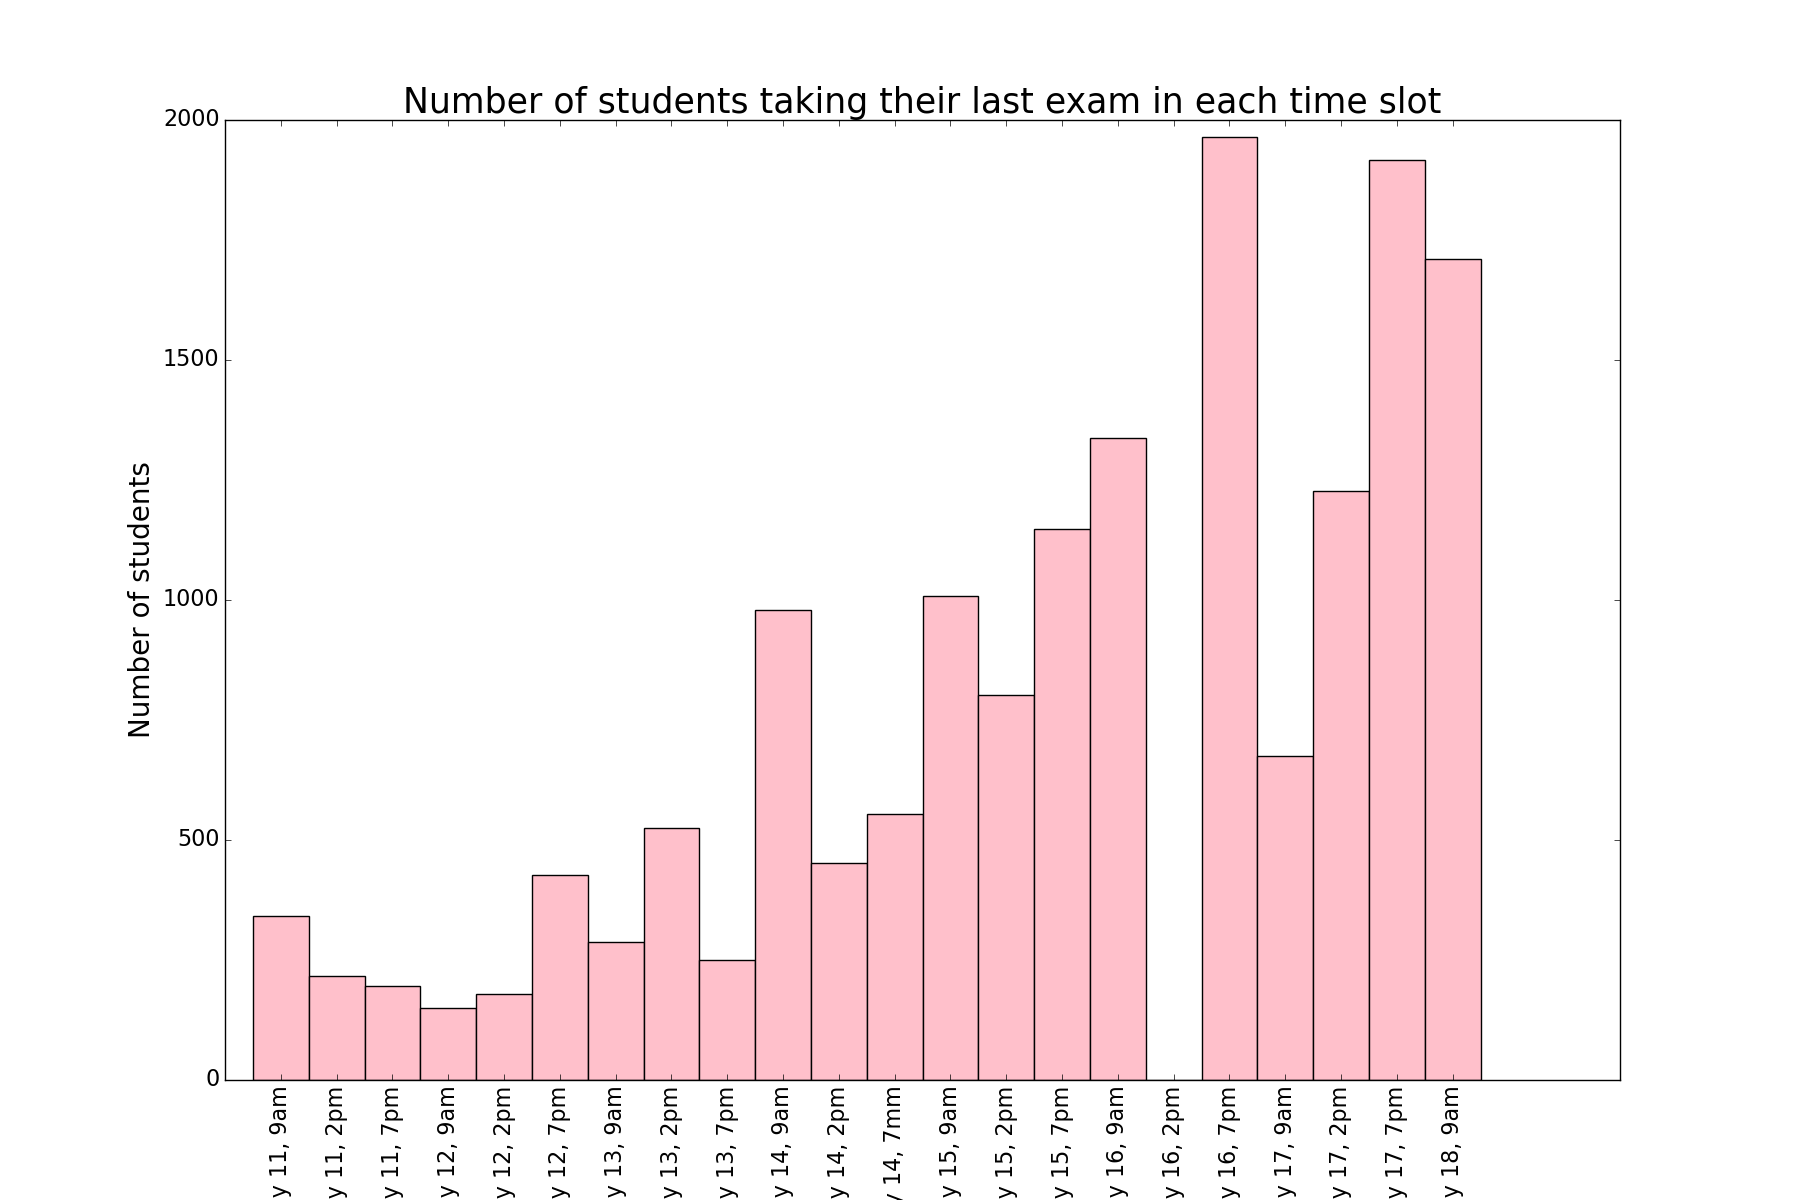 Number of students taking their last exam in each time slot
Number of students
2000
1500
1000
500
0
y 11, 9am
y 11, 2pm
y 11, 7pm
y 12, 9am
y 12, 2pm
y 12, 7pm
y 13, 9am
y 13, 2pm
y 13, 7pm
y 14, 9am
y 14, 2pm
y 14, 7mm
y 15, 9am
y 15, 2pm
y 15, 7pm
y 16, 9am
y 16, 2pm
y 16, 7pm
y 17, 9am
y 17, 2pm
y 17, 7pm
y 18, 9am